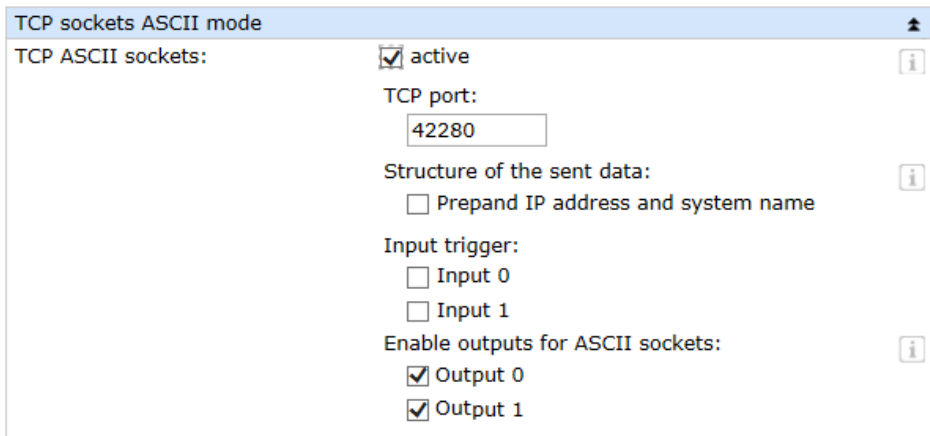 TCP sockets ASCII mode
TCP ASCII sockets:
active
TCP port:
42280
Structure of the sent data:
Prepand IP address and system name
Input trigger:
Input 0
Input 1
Enable outputs for ASCII sockets:
Output 0
Output 1